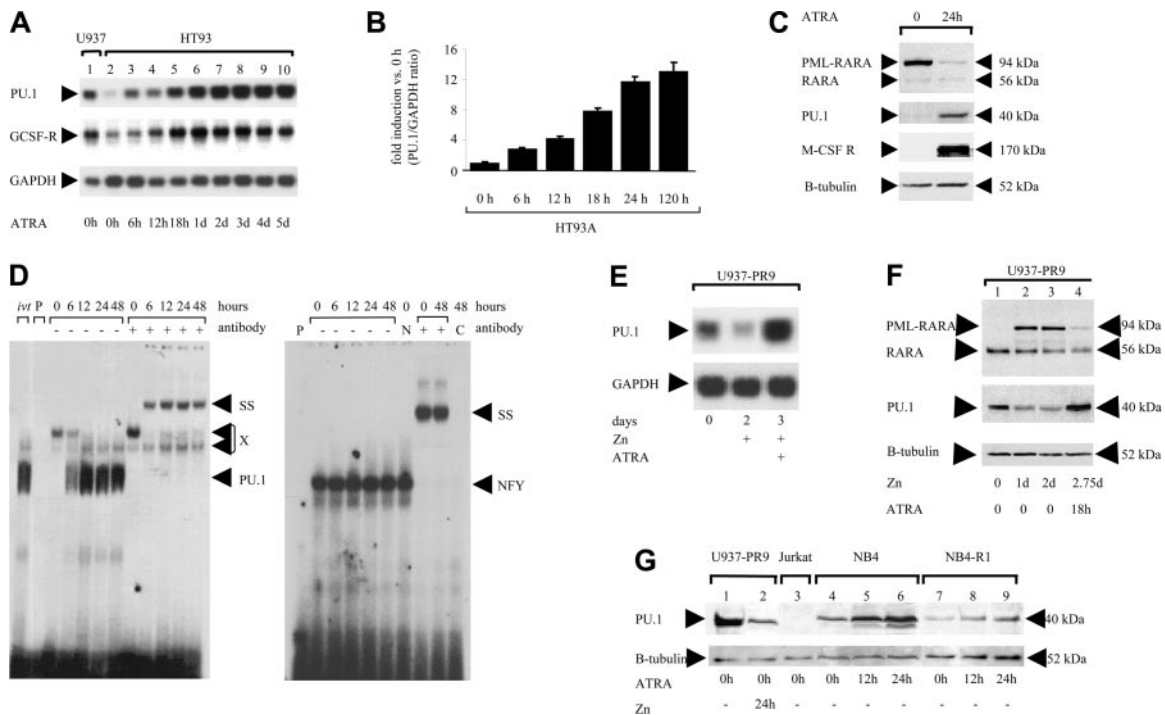 A
U937 HT93
1 2 3 4 5 6 7 8 9 10
PU.1
GCSF-R
GAPDH
ATRA 0h 0h 6h 12h 18h 1d 2d 3d 4d 5d
B
fold induction vs. 0 h
(PU.1/GAPDH ratio)
16
12
8
4
0
0 h 6 h 12 h 18 h 24 h 120 h
HT93A
C
ATRA 0 24h
PML-RARA 94 kDa
RARA 56 kDa
PU.1 40 kDa
M-CSF R 170 kDa
B-tubulin 52 kDa
D
ivt P 0 6 12 24 48 0 6 12 24 48 hours
- - - - - + + + + + antibody
SS
X
PU.1
0 6 12 24 48 0 0 48 48 hours
P - - - - - N + + C antibody
SS
NFY
E
U937-PR9
PU.1
GAPDH
days 0 2 3
Zn + +
ATRA +
F
U937-PR9
1 2 3 4
PML-RARA 94 kDa
RARA 56 kDa
PU.1 40 kDa
B-tubulin 52 kDa
Zn 0 1d 2d 2.75d
ATRA 0 0 0 18h
G
U937-PR9 Jurkat NB4 NB4-R1
1 2 3 4 5 6 7 8 9
PU.1 40 kDa
B-tubulin 52 kDa
ATRA 0h 0h 0h 0h 12h 24h 0h 12h 24h
Zn - 24h - - - - - - -